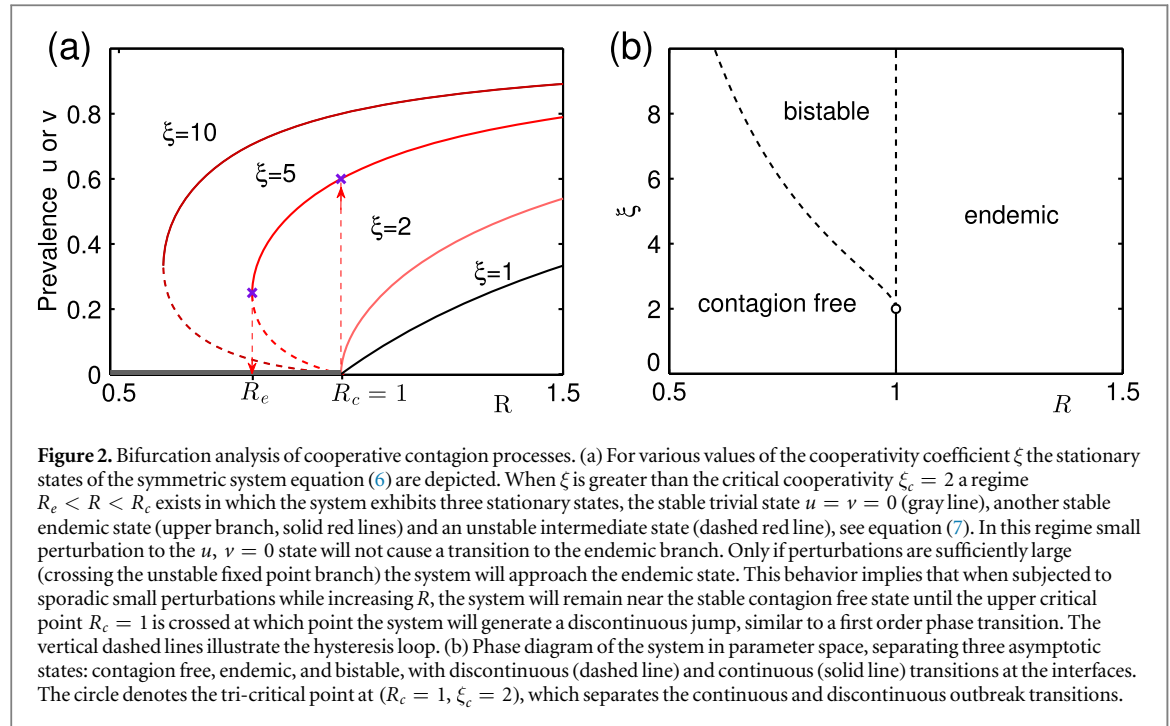 (a)
Prevalence u or v
0.8
0.6
0.4
0.2
0
ξ=10
ξ=5
ξ=2
ξ=1
0.5
R_e
R_c = 1
R
1.5
(b)
ξ
8
6
4
2
0
bistable
endemic
contagion free
0.5
1
R
1.5
Figure 2. Bifurcation analysis of cooperative contagion processes. (a) For various values of the cooperativity coefficient ξ the stationary
states of the symmetric system equation (6) are depicted. When ξ is greater than the critical cooperativity ξ_c = 2 a regime
R_e < R < R_c exists in which the system exhibits three stationary states, the stable trivial state u = v = 0 (gray line), another stable
endemic state (upper branch, solid red lines) and an unstable intermediate state (dashed red line), see equation (7). In this regime small
perturbation to the u, v = 0 state will not cause a transition to the endemic branch. Only if perturbations are sufficiently large
(crossing the unstable fixed point branch) the system will approach the endemic state. This behavior implies that when subjected to
sporadic small perturbations while increasing R, the system will remain near the stable contagion free state until the upper critical
point R_c = 1 is crossed at which point the system will generate a discontinuous jump, similar to a first order phase transition. The
vertical dashed lines illustrate the hysteresis loop. (b) Phase diagram of the system in parameter space, separating three asymptotic
states: contagion free, endemic, and bistable, with discontinuous (dashed line) and continuous (solid line) transitions at the interfaces.
The circle denotes the tri-critical point at (R_c = 1, ξ_c = 2), which separates the continuous and discontinuous outbreak transitions.